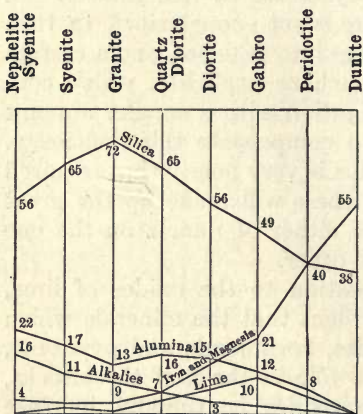 Nephelite Syenite
Syenite
Granite
Quartz Diorite
Diorite
Gabbro
Peridotite
Dunite
72
Silica
65
65
56
56
49
55
40
38
22
17
13
Alumina
15
21
16
11
Alkalies
16
Iron and Magnesia
12
7
Lime
10
8
4
9
3